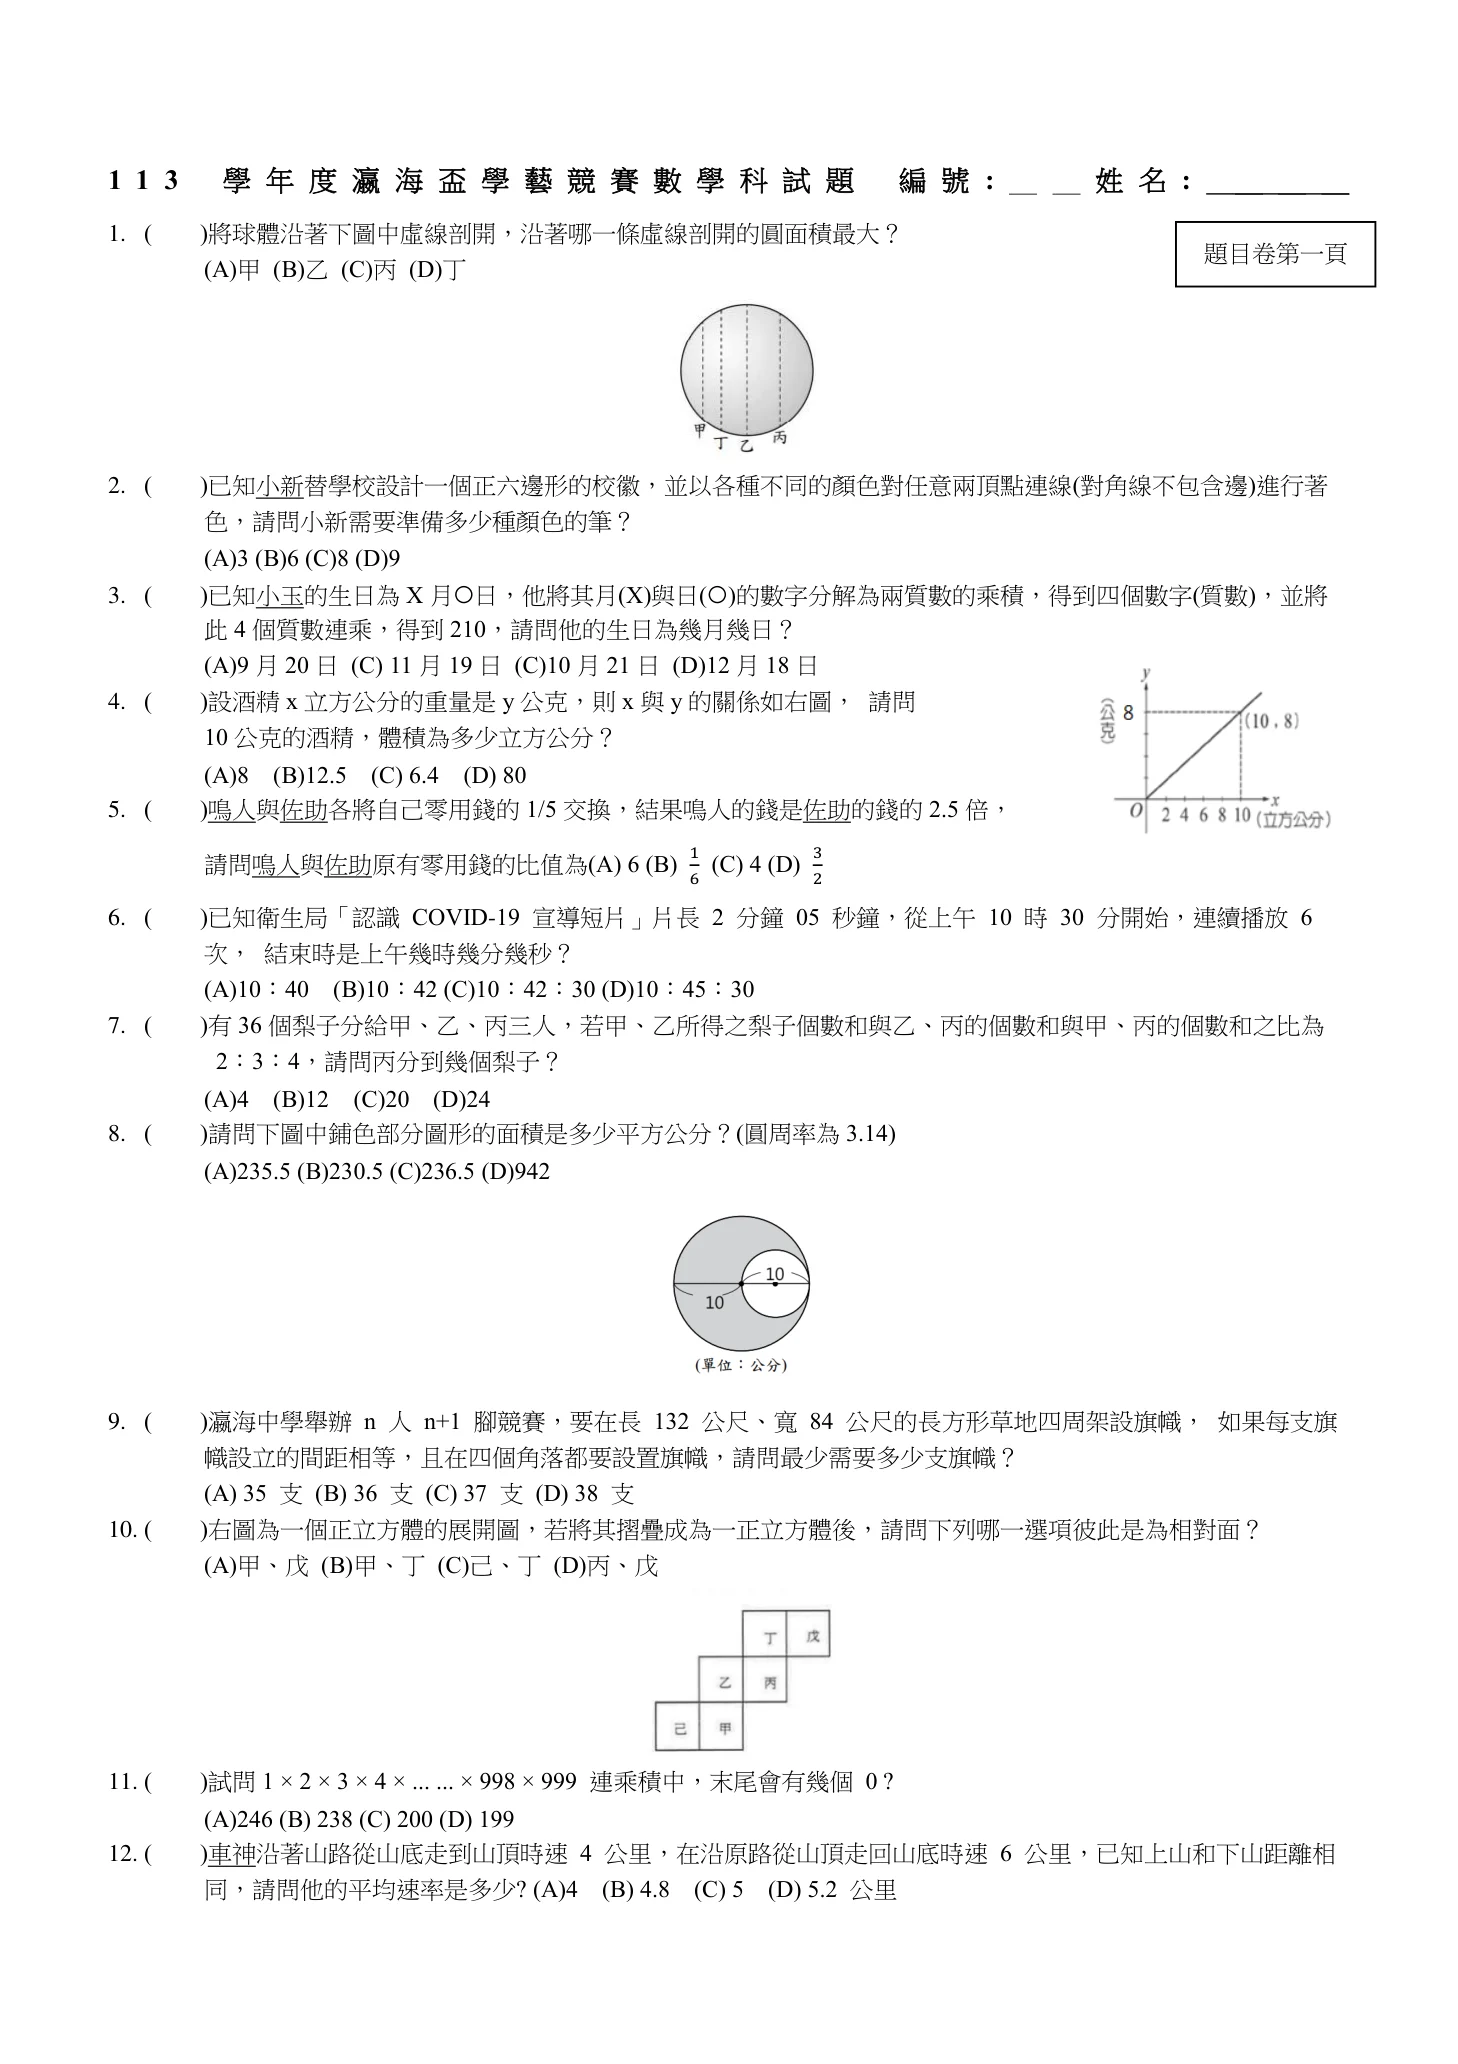 113 學年度瀛海盃學藝競賽數學科試題 編號:＿ ＿姓名:＿＿＿＿
題目卷第一頁
1. (  )將球體沿著下圖中虛線剖開，沿著哪一條虛線剖開的圓面積最大？
(A)甲 (B)乙 (C)丙 (D)丁
甲 丁 乙 丙
2. (  )已知小新替學校設計一個正六邊形的校徽，並以各種不同的顏色對任意兩頂點連線(對角線不包含邊)進行著
色，請問小新需要準備多少種顏色的筆？
(A)3 (B)6 (C)8 (D)9
3. (  )已知小玉的生日為 X 月〇日，他將其月(X)與日(〇)的數字分解為兩質數的乘積，得到四個數字(質數)，並將
此 4 個質數連乘，得到 210，請問他的生日為幾月幾日？
(A)9 月 20 日 (C) 11 月 19 日 (C)10 月 21 日 (D)12 月 18 日
4. (  )設酒精 x 立方公分的重量是 y 公克，則 x 與 y 的關係如右圖， 請問
10 公克的酒精，體積為多少立方公分？
(A)8 (B)12.5 (C) 6.4 (D) 80
y
(公克) 8
(10 , 8)
x
O 2 4 6 8 10 (立方公分)
5. (  )鳴人與佐助各將自己零用錢的 1/5 交換，結果鳴人的錢是佐助的錢的 2.5 倍，
請問鳴人與佐助原有零用錢的比值為(A) 6 (B) 1/6 (C) 4 (D) 3/2
6. (  )已知衛生局「認識 COVID-19 宣導短片」片長 2 分鐘 05 秒鐘，從上午 10 時 30 分開始，連續播放 6
次， 結束時是上午幾時幾分幾秒？
(A)10：40 (B)10：42 (C)10：42：30 (D)10：45：30
7. (  )有 36 個梨子分給甲、乙、丙三人，若甲、乙所得之梨子個數和與乙、丙的個數和與甲、丙的個數和之比為
2：3：4，請問丙分到幾個梨子？
(A)4 (B)12 (C)20 (D)24
8. (  )請問下圖中鋪色部分圖形的面積是多少平方公分？(圓周率為 3.14)
(A)235.5 (B)230.5 (C)236.5 (D)942
10
10
(單位：公分)
9. (  )瀛海中學舉辦 n 人 n+1 腳競賽，要在長 132 公尺、寬 84 公尺的長方形草地四周架設旗幟， 如果每支旗
幟設立的間距相等，且在四個角落都要設置旗幟，請問最少需要多少支旗幟？
(A) 35 支 (B) 36 支 (C) 37 支 (D) 38 支
10. (  )右圖為一個正立方體的展開圖，若將其摺疊成為一正立方體後，請問下列哪一選項彼此是為相對面？
(A)甲、戊 (B)甲、丁 (C)己、丁 (D)丙、戊
丁 戊
乙 丙
己 甲
11. (  )試問 1 × 2 × 3 × 4 × ... ... × 998 × 999 連乘積中，末尾會有幾個 0 ?
(A)246 (B) 238 (C) 200 (D) 199
12. (  )車神沿著山路從山底走到山頂時速 4 公里，在沿原路從山頂走回山底時速 6 公里，已知上山和下山距離相
同，請問他的平均速率是多少? (A)4 (B) 4.8 (C) 5 (D) 5.2 公里